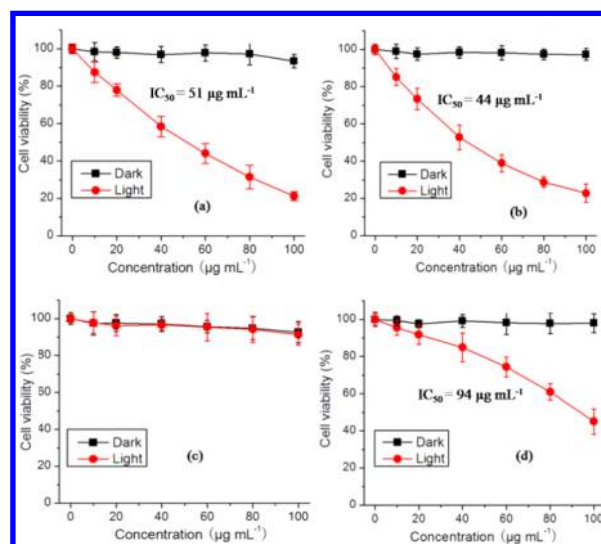 100
80
60
40
20
0
Cell viability (%)
IC50 = 51 µg mL-1
Dark
Light
(a)
0 20 40 60 80 100
Concentration (µg mL-1)
100
80
60
40
20
0
Cell viability (%)
IC50 = 44 µg mL-1
Dark
Light
(b)
0 20 40 60 80 100
Concentration (µg mL-1)
100
80
60
40
20
0
Cell viability (%)
Dark
Light
(c)
0 20 40 60 80 100
Concentration (µg mL-1)
100
80
60
40
20
0
Cell viability (%)
IC50 = 94 µg mL-1
Dark
Light
(d)
0 20 40 60 80 100
Concentration (µg mL-1)